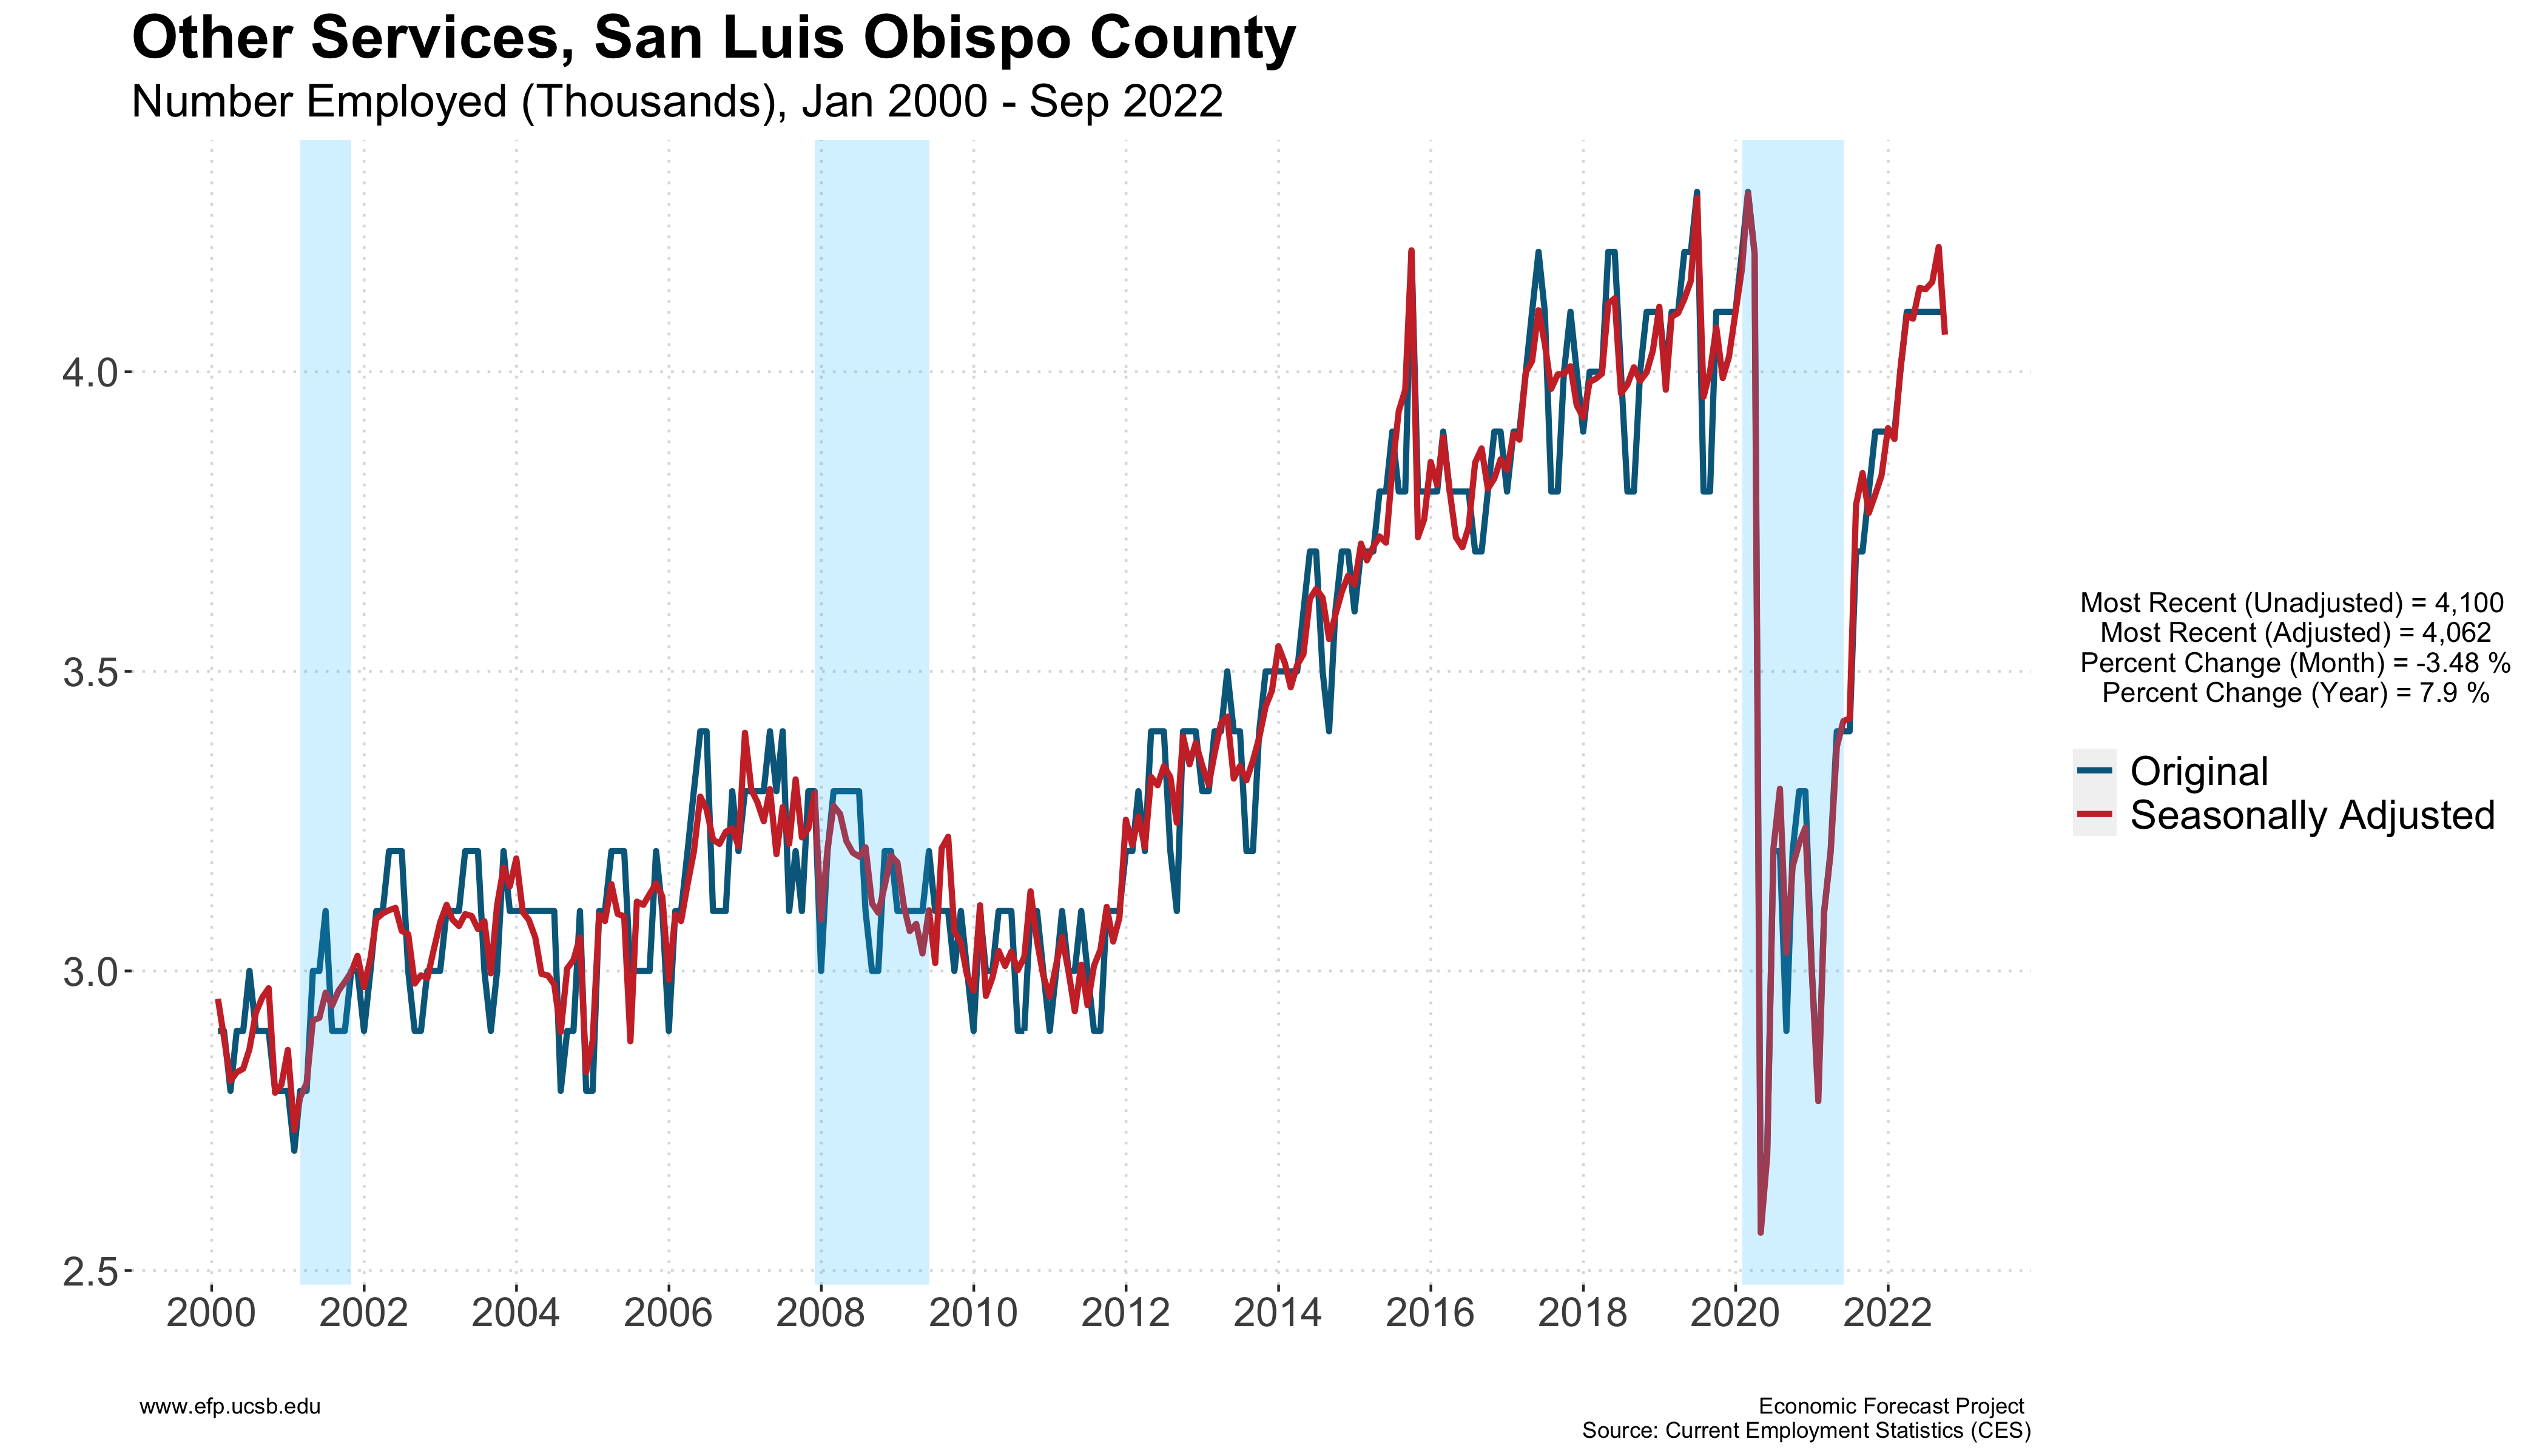 Other Services, San Luis Obispo County
Number Employed (Thousands), Jan 2000 - Sep 2022
4.0
3.5
3.0
2.5
2000 2002 2004 2006 2008 2010 2012 2014 2016 2018 2020 2022
Most Recent (Unadjusted) = 4,100
Most Recent (Adjusted) = 4,062
Percent Change (Month) = -3.48 %
Percent Change (Year) = 7.9 %
Original
Seasonally Adjusted
www.efp.ucsb.edu
Economic Forecast Project
Source: Current Employment Statistics (CES)